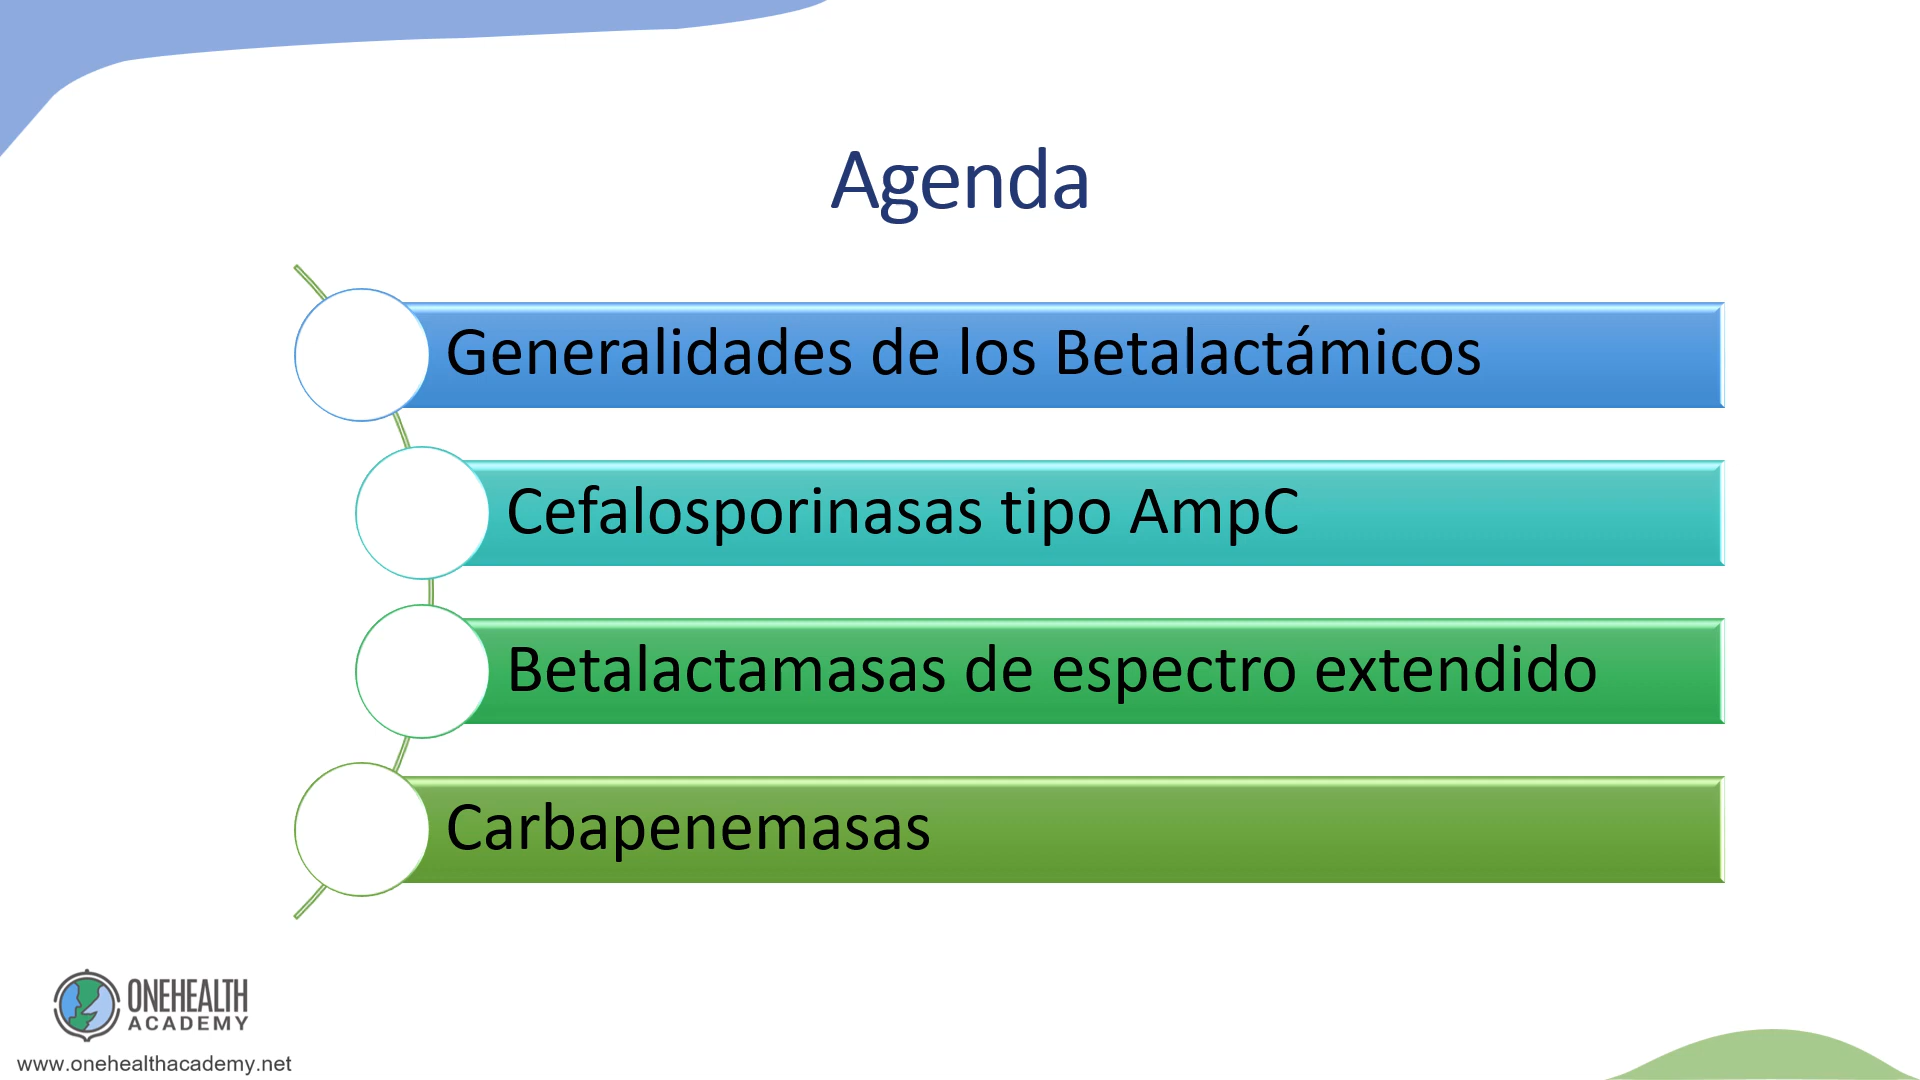 Agenda
Generalidades de los Betalactámicos
Cefalosporinasas tipo AmpC
Betalactamasas de espectro extendido
Carbapenemasas
ONEHEALTH
ACADEMY
www.onehealthacademy.net